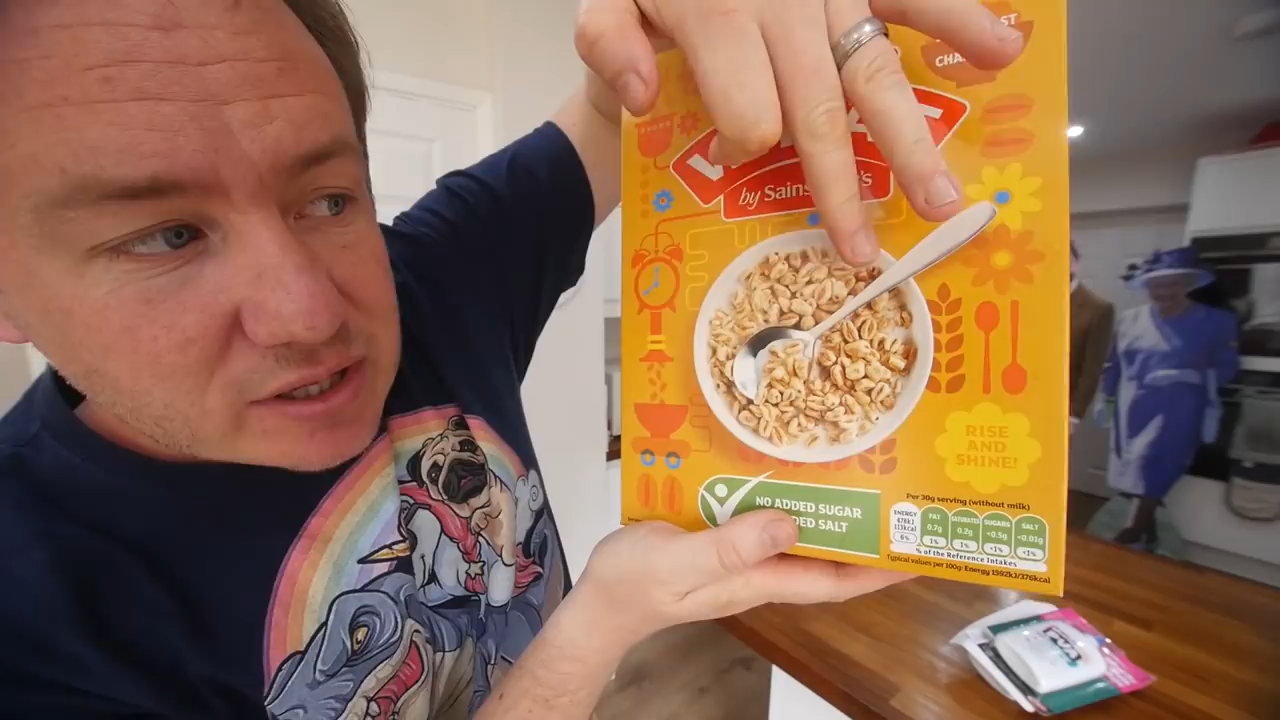 ST
CHA
by Sains
RISE
AND
SHINE!
NO ADDED SUGAR
DED SALT
Per 30g serving (without milk)
ENERGY
476kJ
113kcal
6%
FAT
0.7g
1%
SATURATES
0.2g
1%
SUGARS
<0.5g
<1%
SALT
<0.01g
<1%
% of the Reference Intakes
Typical values per 100g: Energy 1592kJ/376kcal